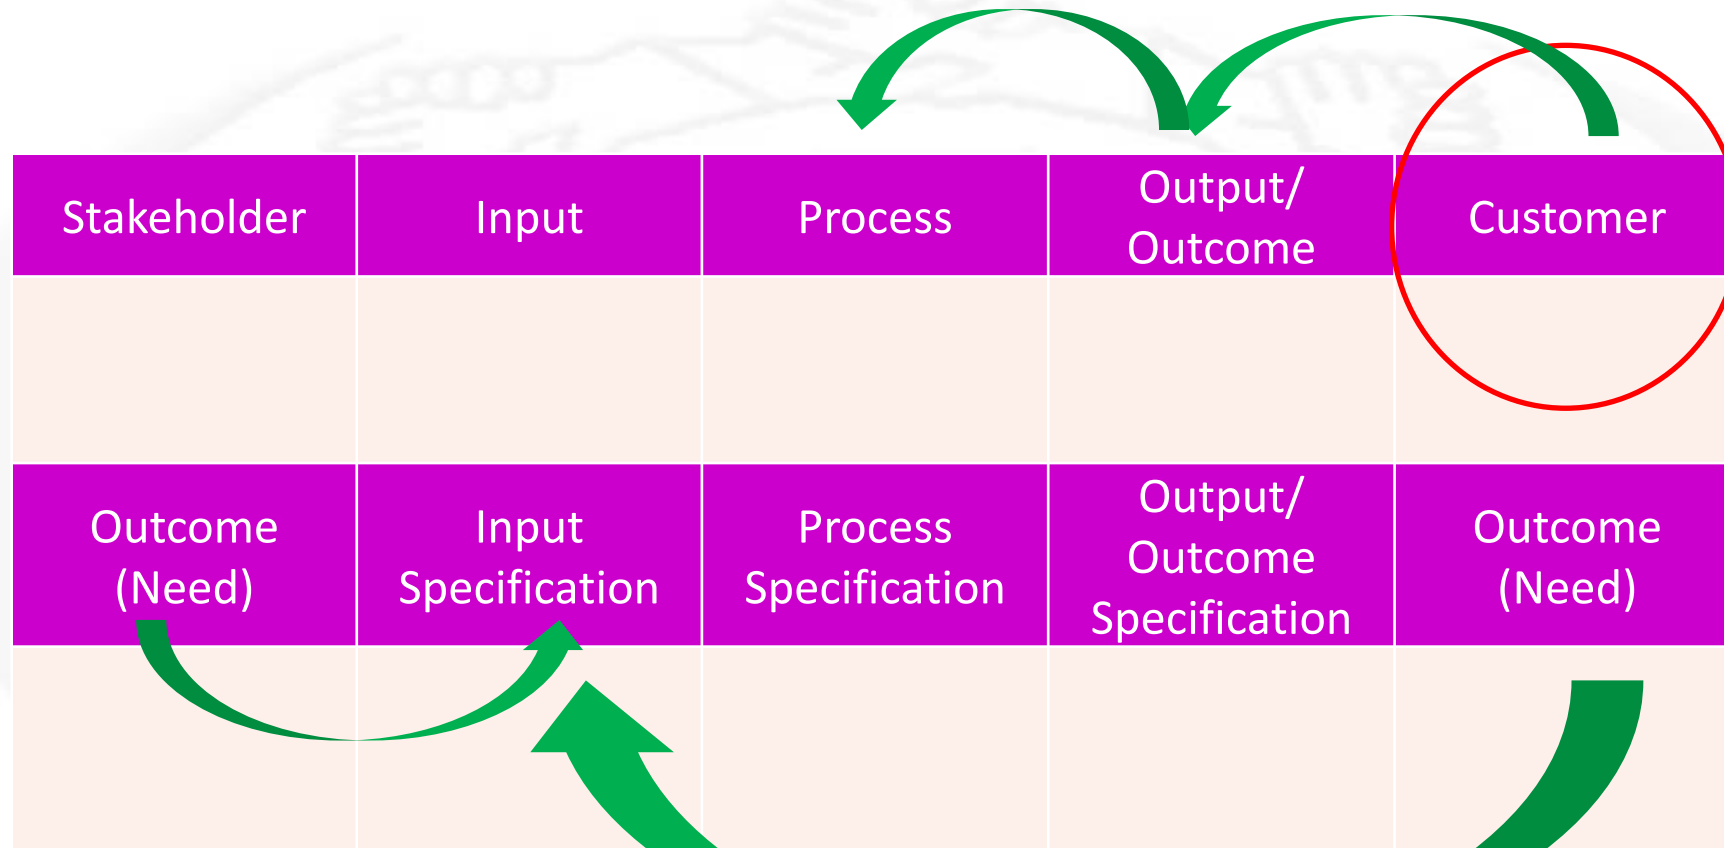 Stakeholder
Input
Process
Output/
Outcome
Customer
Outcome
(Need)
Input
Specification
Process
Specification
Output/
Outcome
Specification
Outcome
(Need)